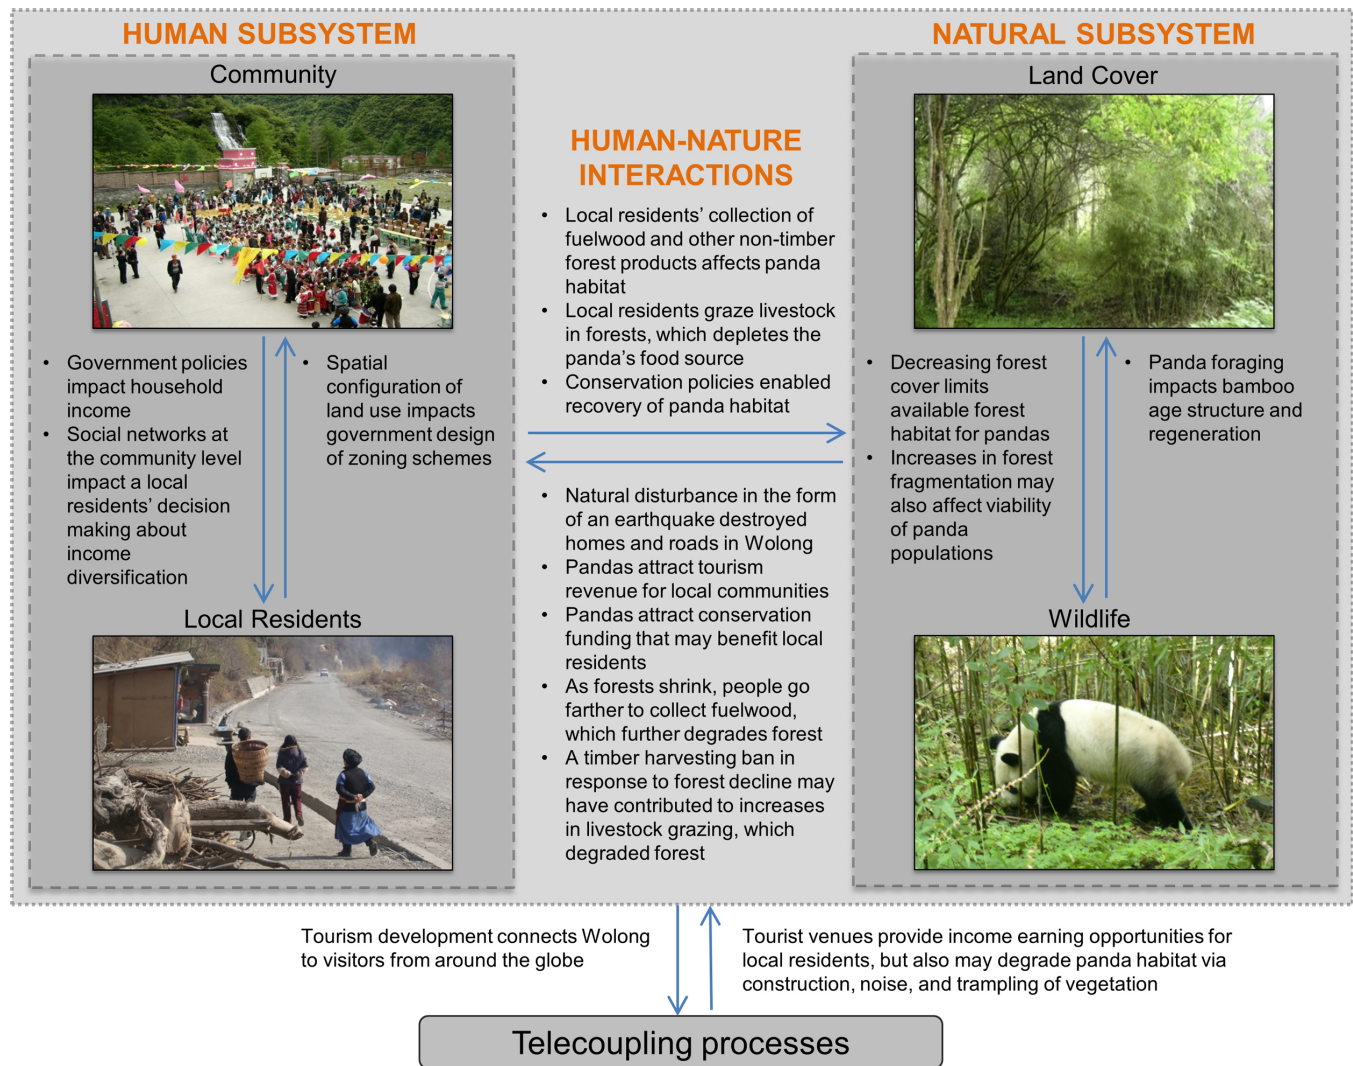 HUMAN SUBSYSTEM
Community
• Government policies
impact household
income
• Social networks at
the community level
impact a local
residents' decision
making about
income
diversification
• Spatial
configuration of
land use impacts
government design
of zoning schemes
Local Residents
HUMAN-NATURE
INTERACTIONS
• Local residents' collection of
fuelwood and other non-timber
forest products affects panda
habitat
• Local residents graze livestock
in forests, which depletes the
panda's food source
• Conservation policies enabled
recovery of panda habitat
• Natural disturbance in the form
of an earthquake destroyed
homes and roads in Wolong
• Pandas attract tourism
revenue for local communities
• Pandas attract conservation
funding that may benefit local
residents
• As forests shrink, people go
farther to collect fuelwood,
which further degrades forest
• A timber harvesting ban in
response to forest decline may
have contributed to increases
in livestock grazing, which
degraded forest
NATURAL SUBSYSTEM
Land Cover
• Decreasing forest
cover limits
available forest
habitat for pandas
• Increases in forest
fragmentation may
also affect viability
of panda
populations
• Panda foraging
impacts bamboo
age structure and
regeneration
Wildlife
Tourism development connects Wolong
to visitors from around the globe
Tourist venues provide income earning opportunities for
local residents, but also may degrade panda habitat via
construction, noise, and trampling of vegetation
Telecoupling processes